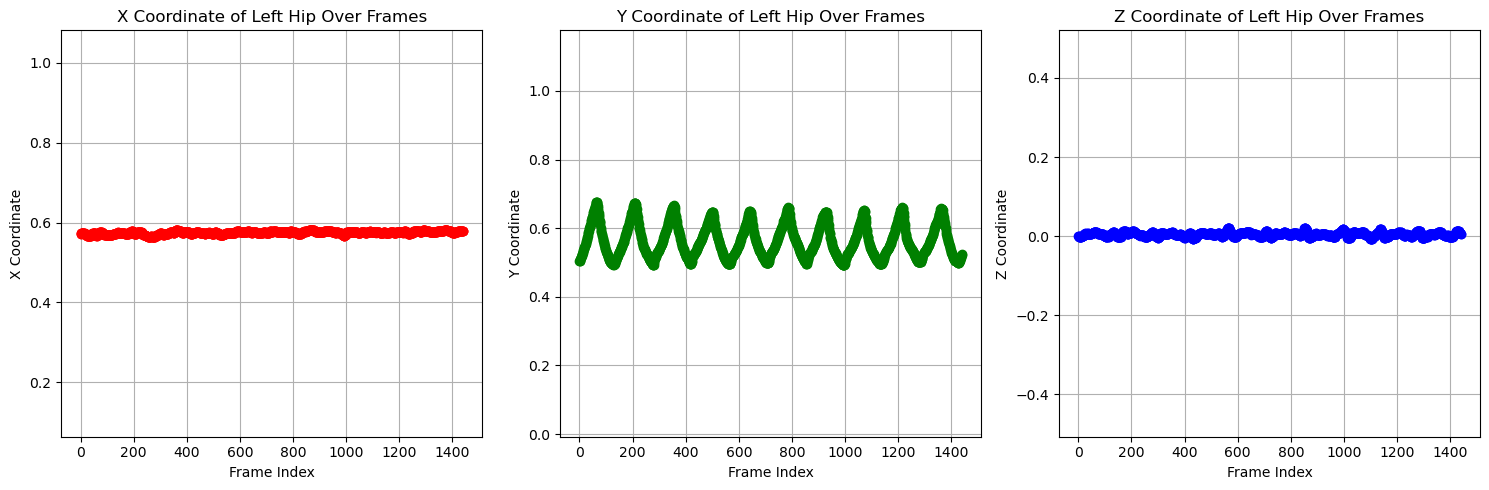 X Coordinate of Left Hip Over Frames
X Coordinate
1.0
0.8
0.6
0.4
0.2
0 200 400 600 800 1000 1200 1400
Frame Index
Y Coordinate of Left Hip Over Frames
Y Coordinate
1.0
0.8
0.6
0.4
0.2
0.0
0 200 400 600 800 1000 1200 1400
Frame Index
Z Coordinate of Left Hip Over Frames
Z Coordinate
0.4
0.2
0.0
−0.2
−0.4
0 200 400 600 800 1000 1200 1400
Frame Index